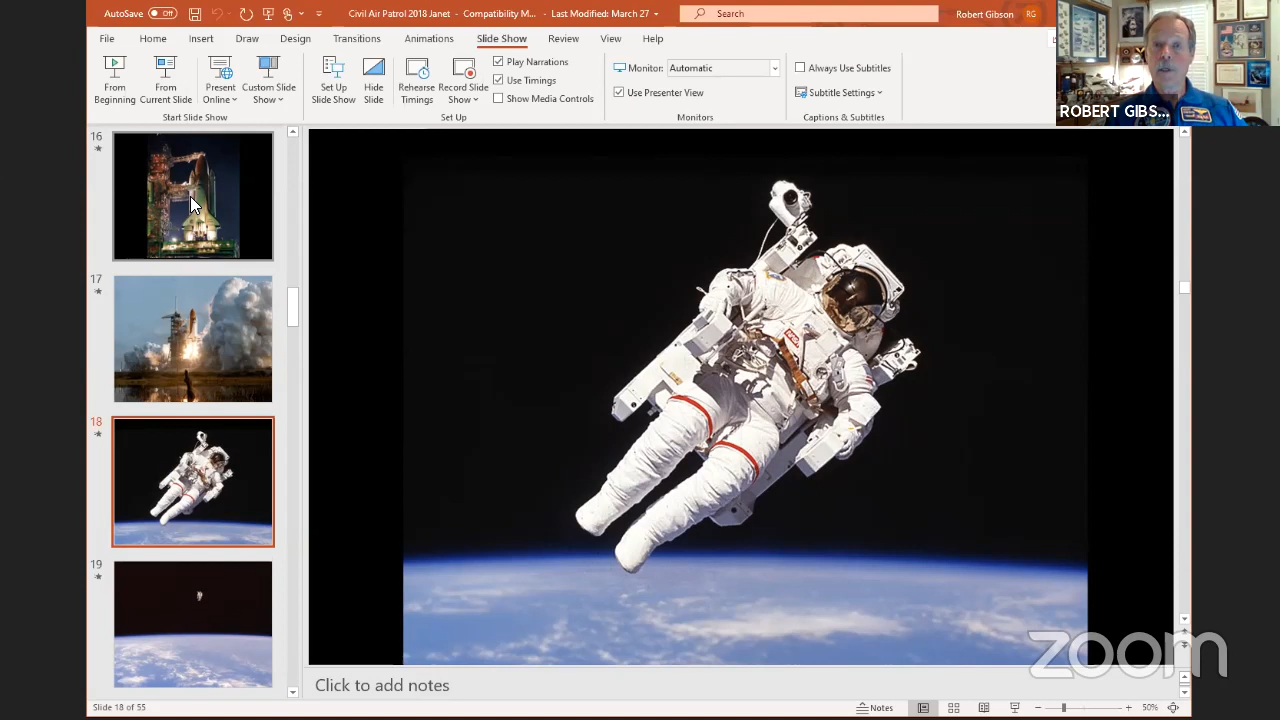 AutoSave Off
Civil Air Patrol 2018 Janet - Compatibility M... - Last Modified: March 27
Search
Robert Gibson RG
File Home Insert Draw Design Transitions Animations Slide Show Review View Help
From Beginning
From Current Slide
Present Online
Custom Slide Show
Start Slide Show
Set Up Slide Show
Hide Slide
Rehearse Timings
Record Slide Show
Play Narrations
Use Timings
Show Media Controls
Set Up
Monitor: Automatic
Use Presenter View
Monitors
Always Use Subtitles
Subtitle Settings
Captions & Subtitles
ROBERT GIBS...
16
17
18
19
zoom
Click to add notes
Slide 18 of 55
Notes
50%